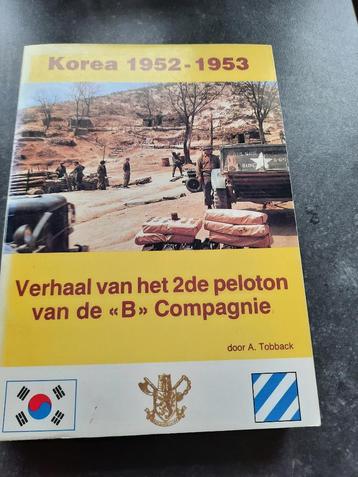 Korea 1952-1953
Verhaal van het 2de peloton
van de «B» Compagnie
door A. Tobback